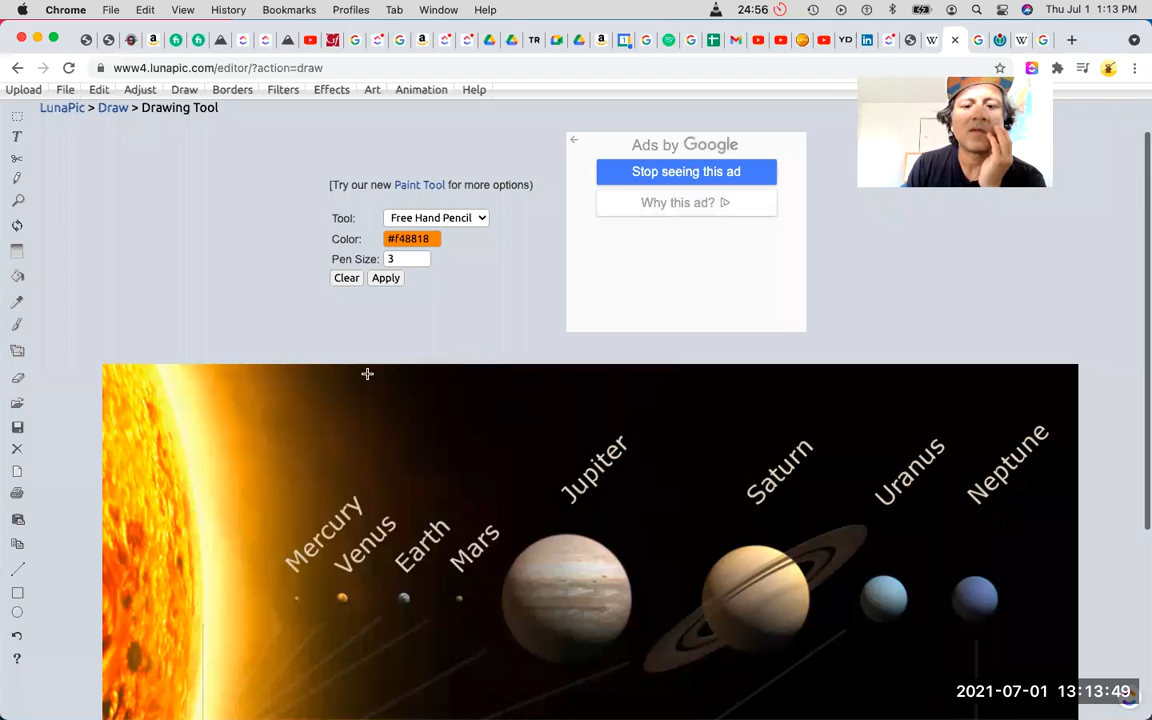 Chrome File Edit View History Bookmarks Profiles Tab Window Help 24:56 Thu Jul 1 1:13 PM
TR YD W W
www4.lunapic.com/editor/?action=draw
Upload File Edit Adjust Draw Borders Filters Effects Art Animation Help
LunaPic > Draw > Drawing Tool
Ads by Google
Stop seeing this ad
Why this ad?
[Try our new Paint Tool for more options)
Tool: Free Hand Pencil
Color: #f48818
Pen Size: 3
Clear Apply
Mercury
Venus
Earth
Mars
Jupiter
Saturn
Uranus
Neptune
2021-07-01 13:13:49